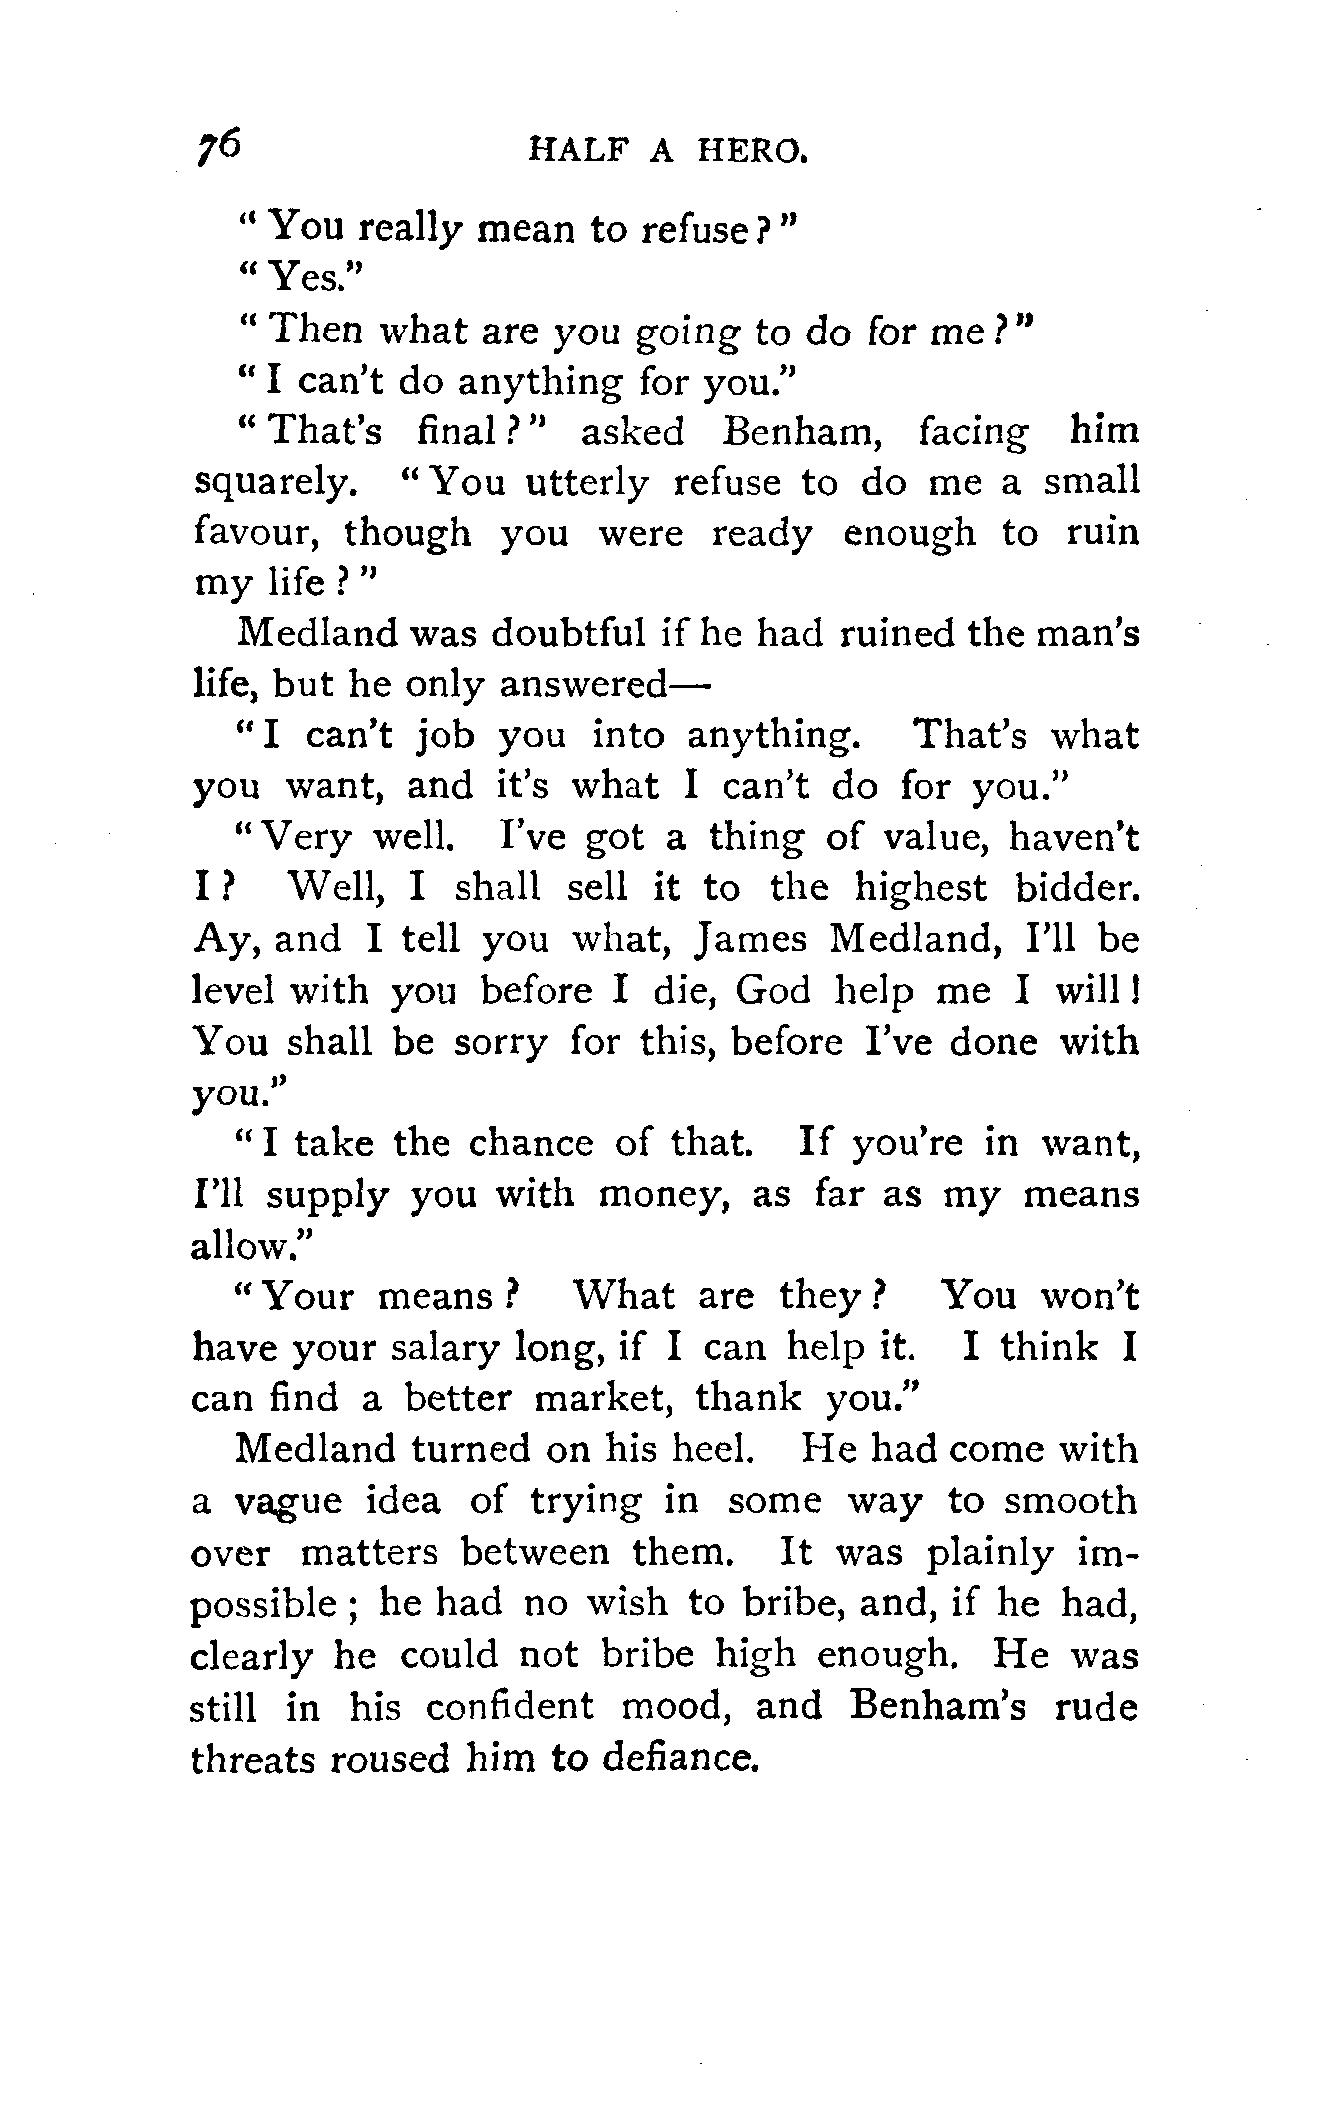 76 HALF A HERO.
“ You really mean to refuse ? ”
“ Yes.”
“ Then what are you going to do for me ? ”
“ I can’t do anything for you.”
“ That’s final ? ” asked Benham, facing him
squarely. “ You utterly refuse to do me a small
favour, though you were ready enough to ruin
my life ? ”
Medland was doubtful if he had ruined the man’s
life, but he only answered—
“ I can’t job you into anything. That’s what
you want, and it’s what I can’t do for you.”
“ Very well. I’ve got a thing of value, haven’t
I ? Well, I shall sell it to the highest bidder.
Ay, and I tell you what, James Medland, I’ll be
level with you before I die, God help me I will !
You shall be sorry for this, before I’ve done with
you.”
“ I take the chance of that. If you’re in want,
I’ll supply you with money, as far as my means
allow.”
“ Your means ? What are they ? You won’t
have your salary long, if I can help it. I think I
can find a better market, thank you.”
Medland turned on his heel. He had come with
a vague idea of trying in some way to smooth
over matters between them. It was plainly im-
possible ; he had no wish to bribe, and, if he had,
clearly he could not bribe high enough. He was
still in his confident mood, and Benham’s rude
threats roused him to defiance.